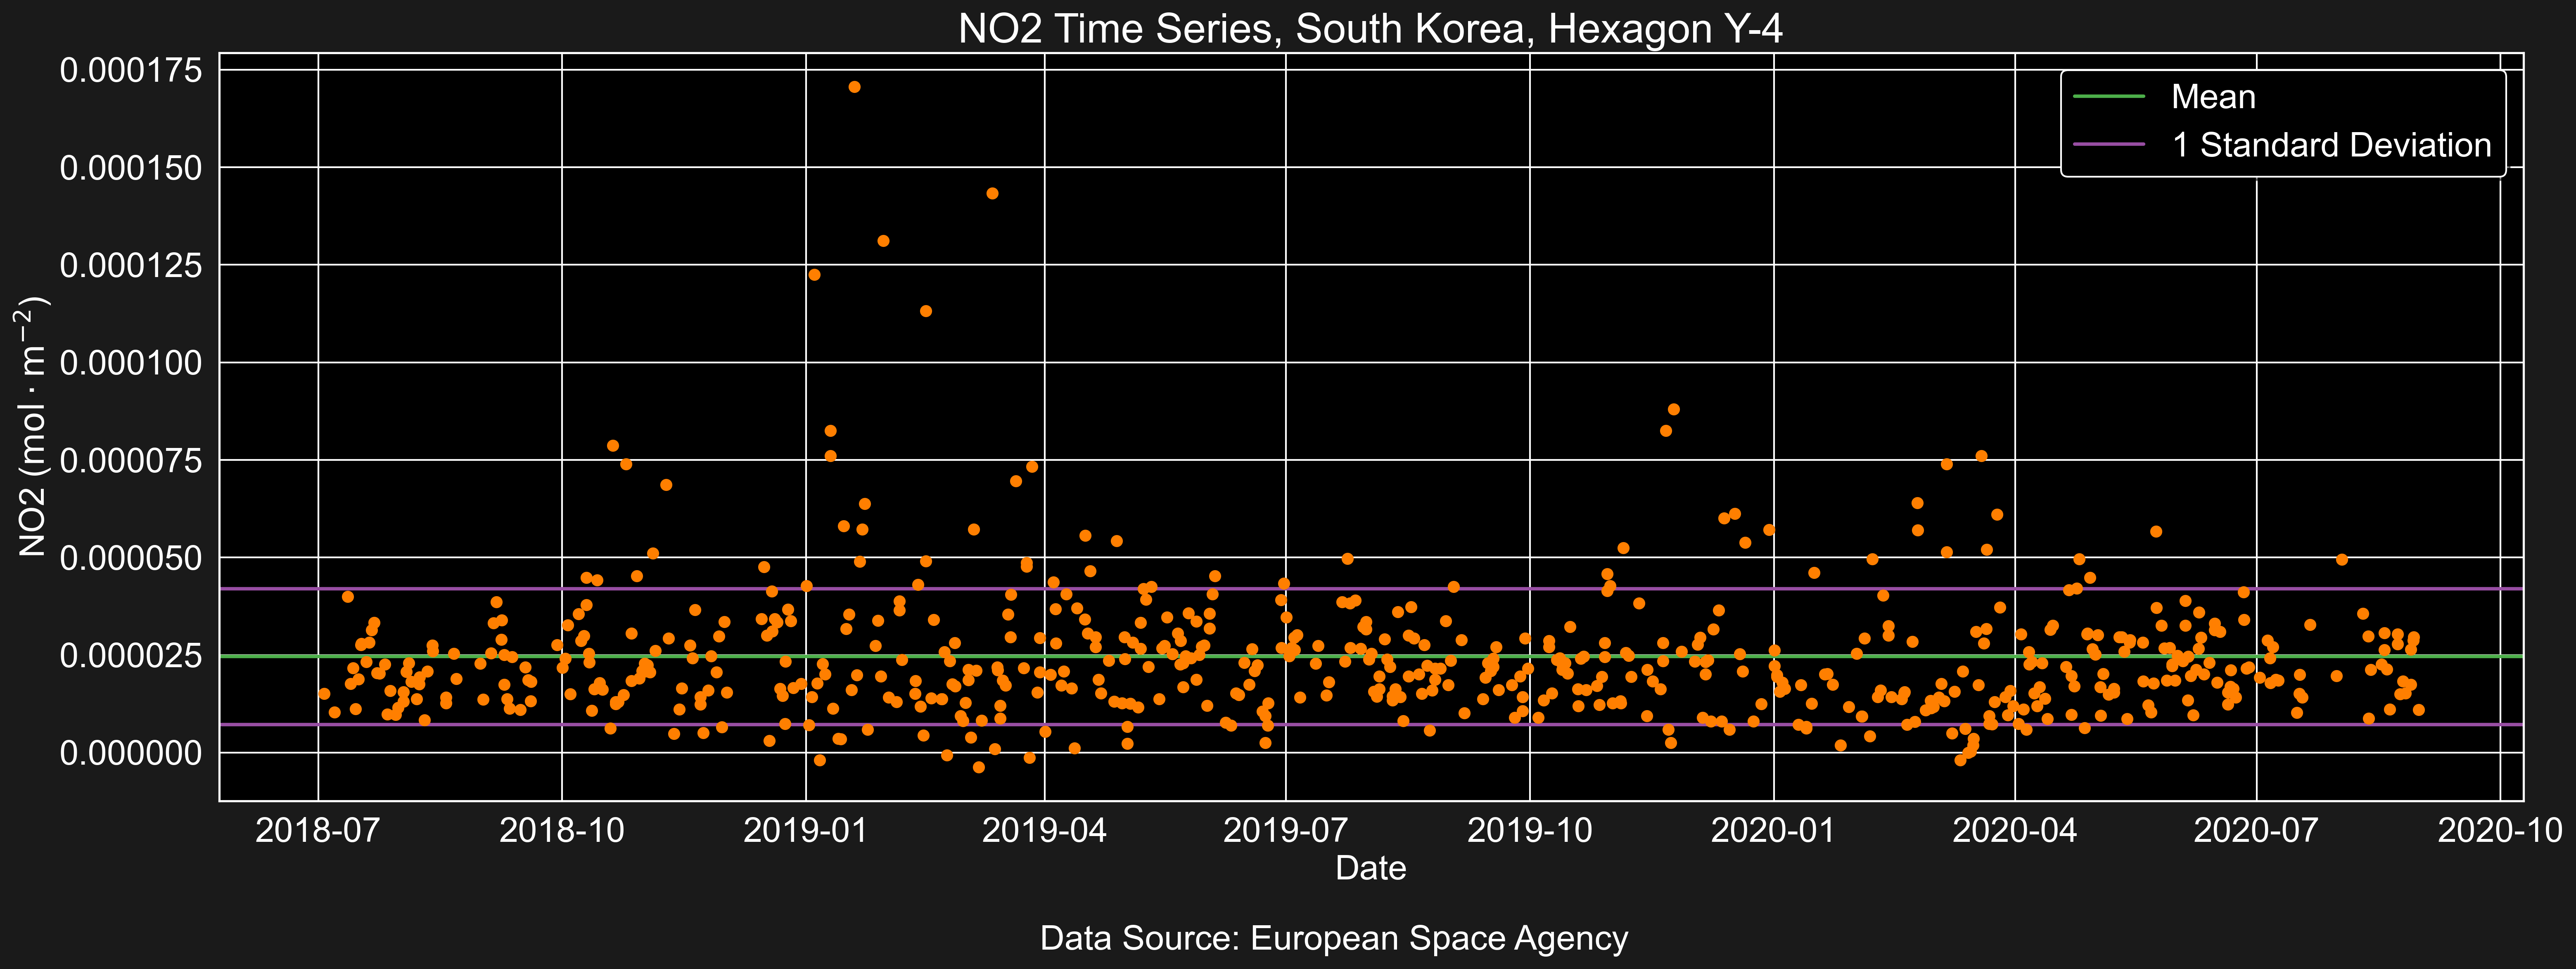 NO2 Time Series, South Korea, Hexagon Y-4
0.000175
0.000150
0.000125
0.000100
0.000075
0.000050
0.000025
0.000000
NO2 (mol · m⁻²)
Mean
1 Standard Deviation
2018-07 2018-10 2019-01 2019-04 2019-07 2019-10 2020-01 2020-04 2020-07 2020-10
Date
Data Source: European Space Agency